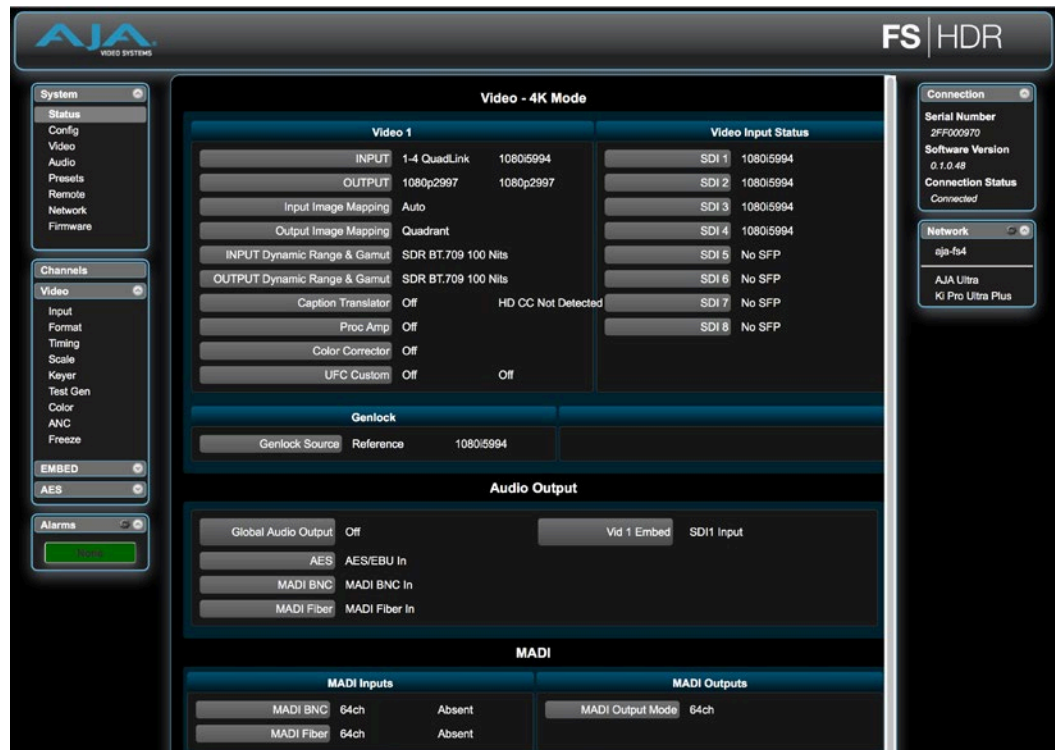 AJA
VIDEO SYSTEMS
FS|HDR
System
Status
Config
Video
Audio
Presets
Remote
Network
Firmware
Channels
Video
Input
Format
Timing
Scale
Keyer
Test Gen
Color
ANC
Freeze
EMBED
AES
Alarms
None
Video - 4K Mode
Video 1
INPUT 1-4 QuadLink 1080i5994
OUTPUT 1080p2997 1080p2997
Input Image Mapping Auto
Output Image Mapping Quadrant
INPUT Dynamic Range & Gamut SDR BT.709 100 Nits
OUTPUT Dynamic Range & Gamut SDR BT.709 100 Nits
Caption Translator Off HD CC Not Detected
Proc Amp Off
Color Corrector Off
UFC Custom Off Off
Video Input Status
SDI 1 1080i5994
SDI 2 1080i5994
SDI 3 1080i5994
SDI 4 1080i5994
SDI 5 No SFP
SDI 6 No SFP
SDI 7 No SFP
SDI 8 No SFP
Genlock
Genlock Source Reference 1080i5994
Audio Output
Global Audio Output Off
AES AES/EBU In
MADI BNC MADI BNC In
MADI Fiber MADI Fiber In
Vid 1 Embed SDI1 Input
MADI
MADI Inputs
MADI BNC 64ch Absent
MADI Fiber 64ch Absent
MADI Outputs
MADI Output Mode 64ch
Connection
Serial Number
2FF000970
Software Version
0.1.0.48
Connection Status
Connected
Network
aja-fs4
AJA Ultra
Ki Pro Ultra Plus